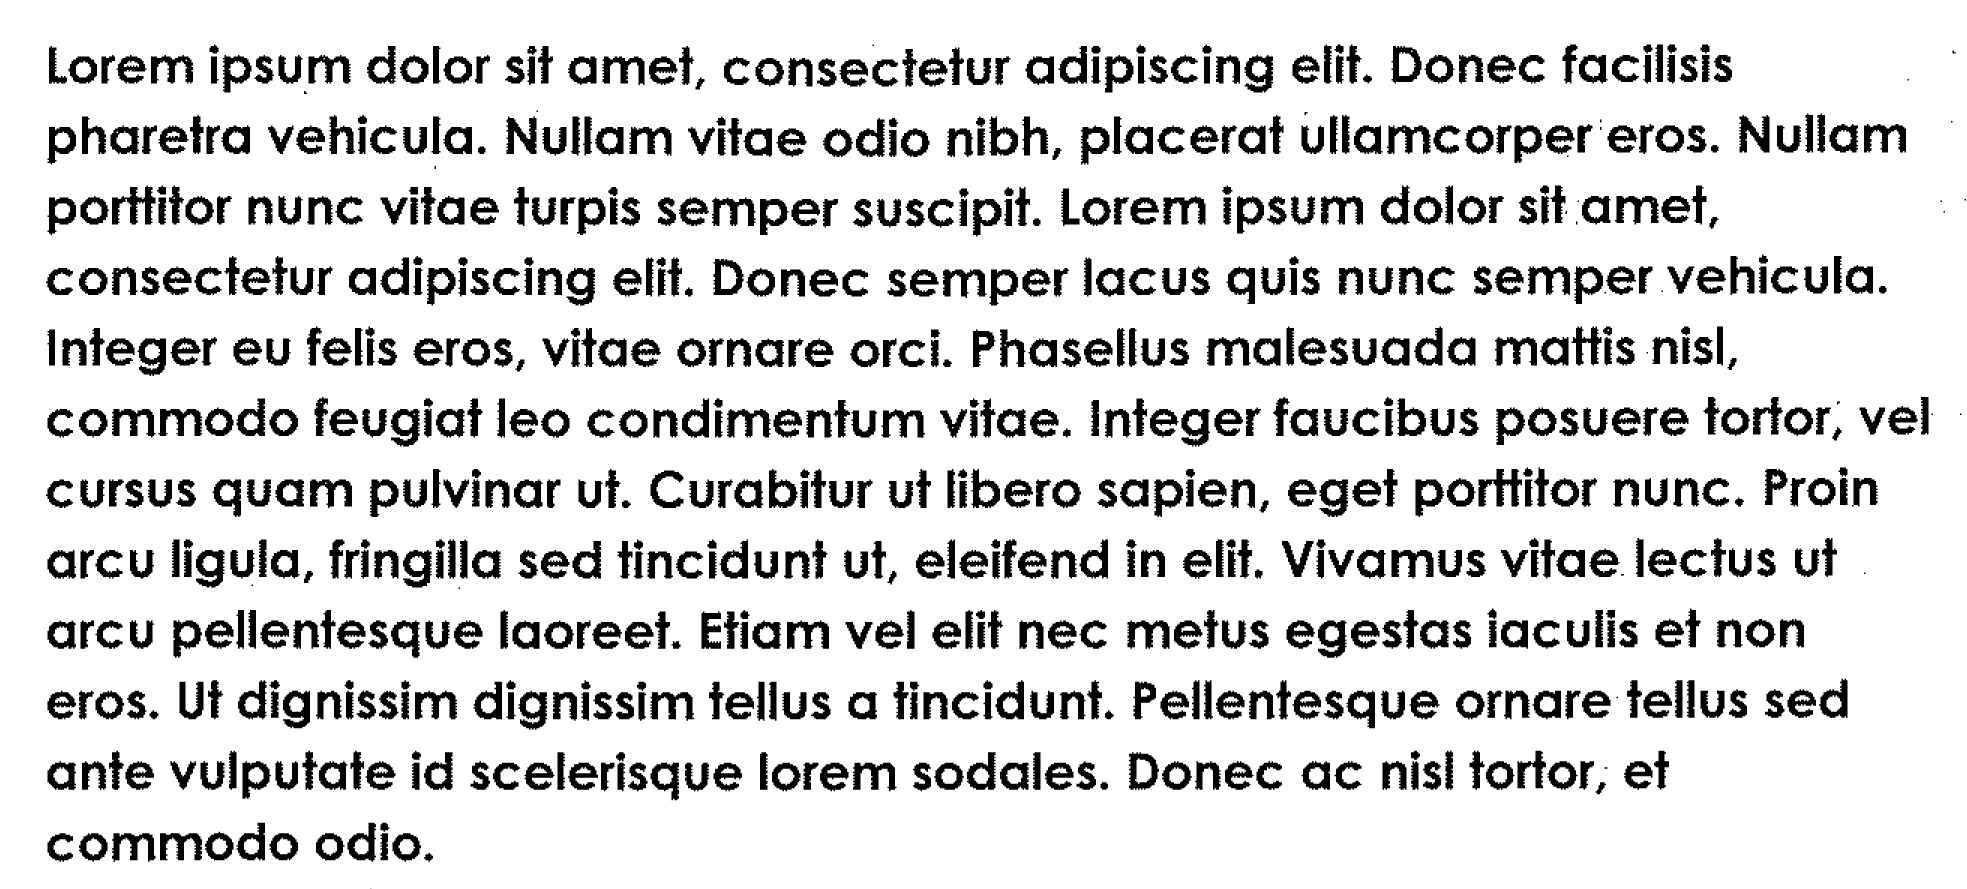 Lorem ipsum dolor sit amet, consectetur adipiscing elit. Donec facilisis
pharetra vehicula. Nullam vitae odio nibh, placerat ullamcorper eros. Nullam
porttitor nunc vitae turpis semper suscipit. Lorem ipsum dolor sit amet,
consectetur adipiscing elit. Donec semper lacus quis nunc semper vehicula.
Integer eu felis eros, vitae ornare orci. Phasellus malesuada mattis nisl,
commodo feugiat leo condimentum vitae. Integer faucibus posuere tortor, vel
cursus quam pulvinar ut. Curabitur ut libero sapien, eget porttitor nunc. Proin
arcu ligula, fringilla sed tincidunt ut, eleifend in elit. Vivamus vitae lectus ut
arcu pellentesque laoreet. Etiam vel elit nec metus egestas iaculis et non
eros. Ut dignissim dignissim tellus a tincidunt. Pellentesque ornare tellus sed
ante vulputate id scelerisque lorem sodales. Donec ac nisl tortor, et
commodo odio.